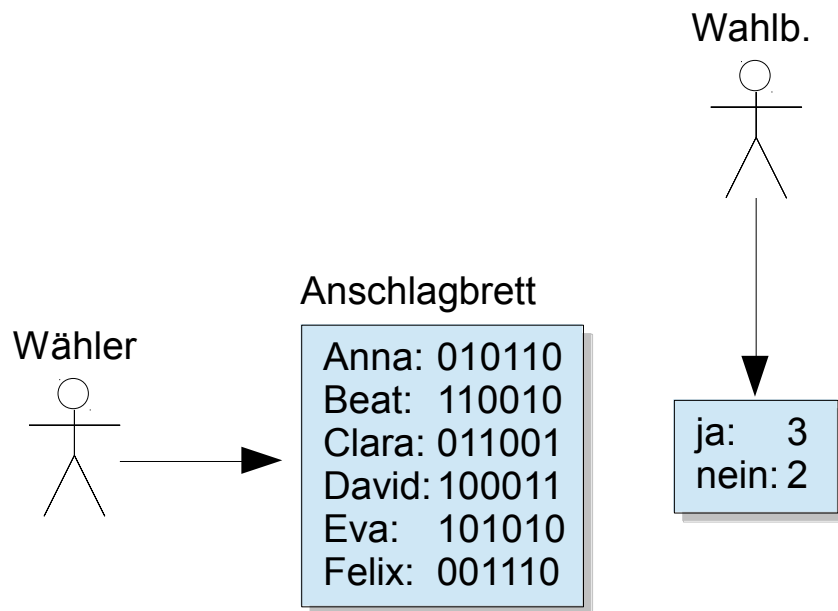 Wahlb.
Anschlagbrett
Wähler
Anna: 010110
Beat: 110010
Clara: 011001
David: 100011
Eva: 101010
Felix: 001110
ja: 3
nein: 2